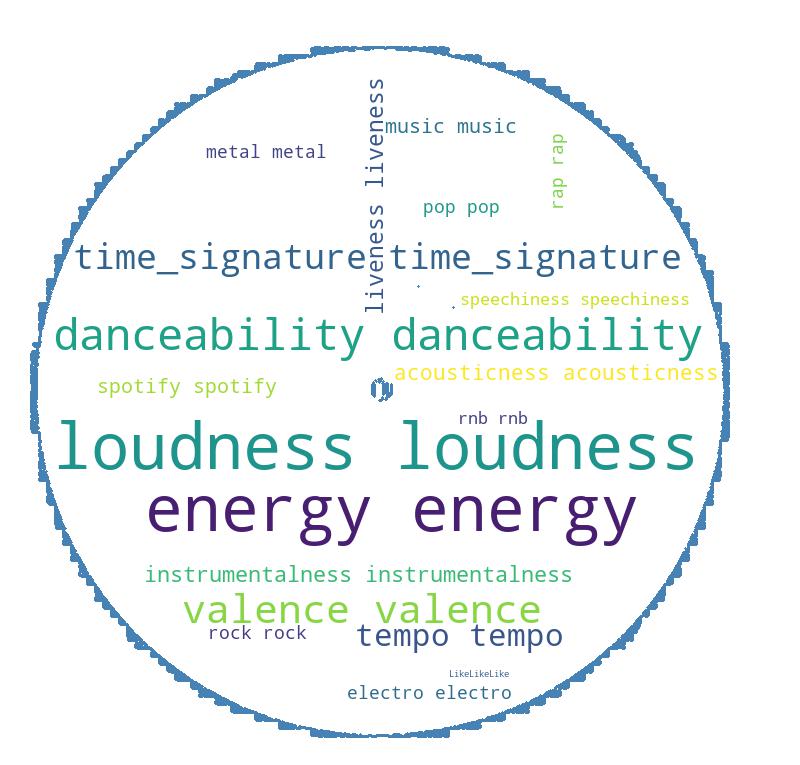 liveness liveness
music music
metal metal
rap rap
pop pop
time_signature time_signature
speechiness speechiness
danceability danceability
acousticness acousticness
spotify spotify
rnb rnb
loudness loudness
energy energy
instrumentalness instrumentalness
valence valence
rock rock
tempo tempo
LikeLikeLike
electro electro